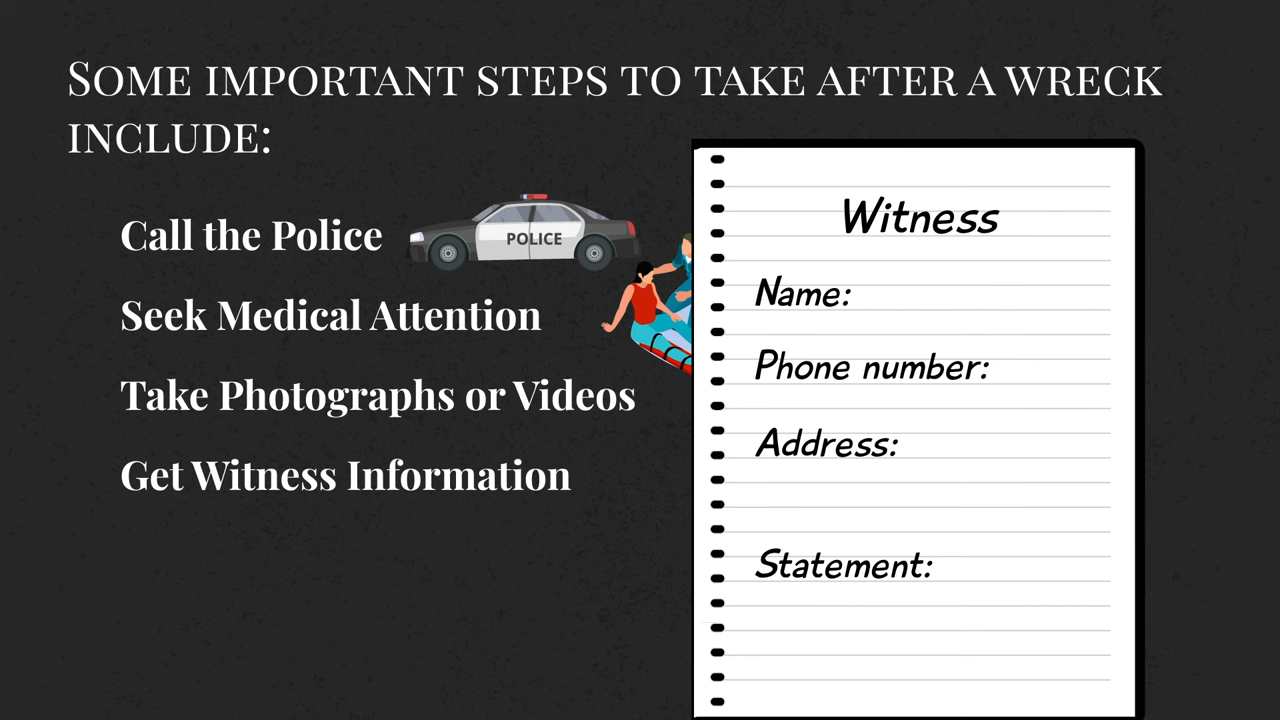 Some important steps to take after a wreck
include:
Call the Police
POLICE
Seek Medical Attention
Take Photographs or Videos
Get Witness Information
Witness
Name:
Phone number:
Address:
Statement: